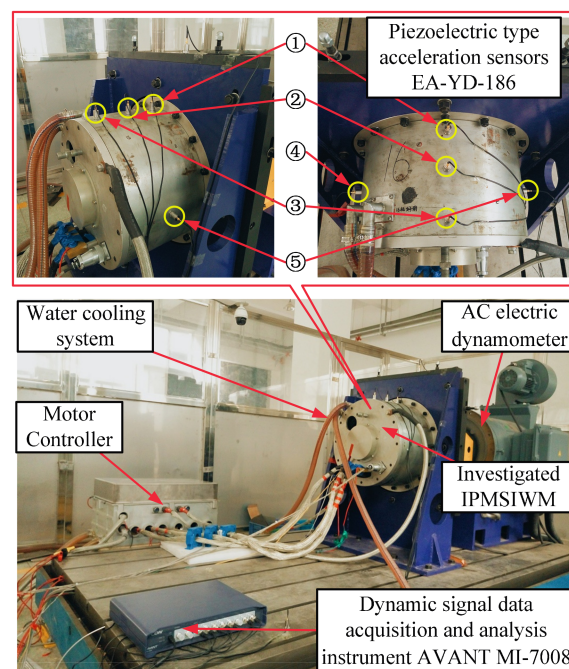 ①
Piezoelectric type
acceleration sensors
EA-YD-186
②
④
③
⑤
Water cooling
system
AC electric
dynamometer
Motor
Controller
Investigated
IPMSIWM
Dynamic signal data
acquisition and analysis
instrument AVANT MI-7008